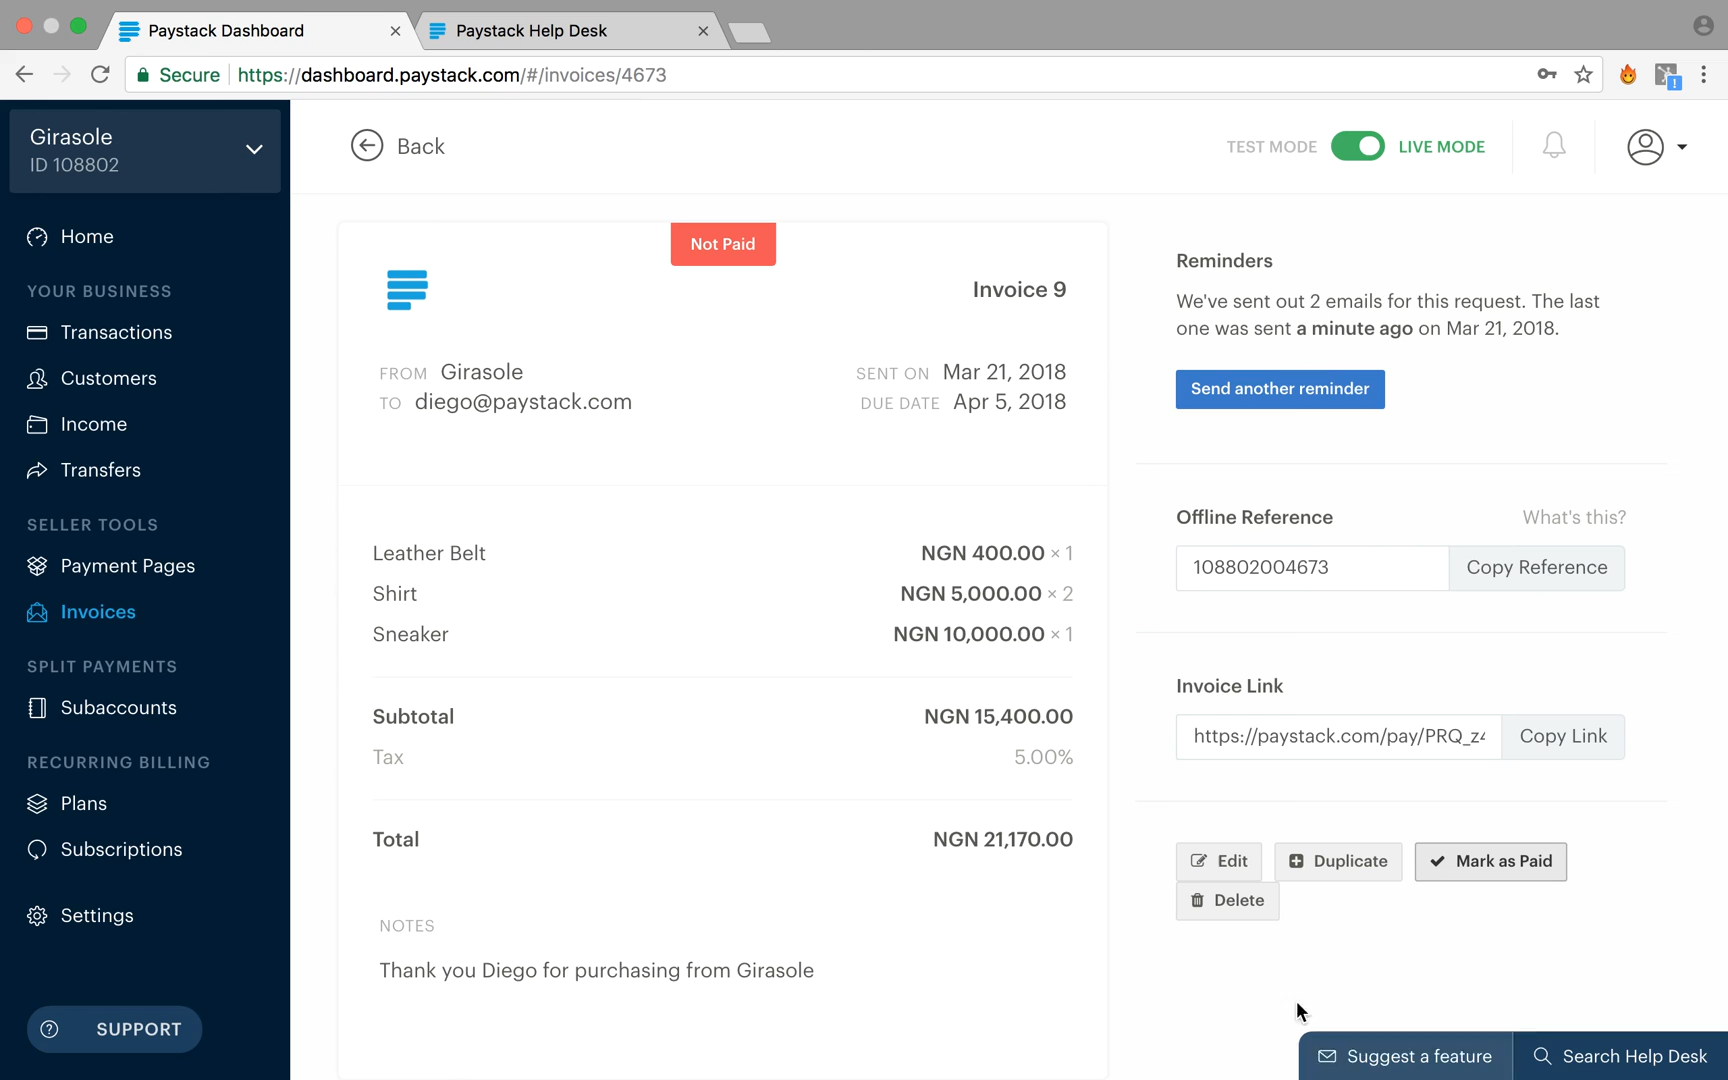 Paystack Dashboard
Paystack Help Desk
Secure
https://dashboard.paystack.com/#/invoices/4673
Girasole
ID 108802
Home
YOUR BUSINESS
Transactions
Customers
Income
Transfers
SELLER TOOLS
Payment Pages
Invoices
SPLIT PAYMENTS
Subaccounts
RECURRING BILLING
Plans
Subscriptions
Settings
SUPPORT
Back
TEST MODE
LIVE MODE
Not Paid
Invoice 9
FROM Girasole
TO diego@paystack.com
SENT ON Mar 21, 2018
DUE DATE Apr 5, 2018
Leather Belt NGN 400.00 × 1
Shirt NGN 5,000.00 × 2
Sneaker NGN 10,000.00 × 1
Subtotal NGN 15,400.00
Tax 5.00%
Total NGN 21,170.00
NOTES
Thank you Diego for purchasing from Girasole
Reminders
We've sent out 2 emails for this request. The last
one was sent a minute ago on Mar 21, 2018.
Send another reminder
Offline Reference What's this?
108802004673 Copy Reference
Invoice Link
https://paystack.com/pay/PRQ_z4 Copy Link
Edit Duplicate Mark as Paid
Delete
Suggest a feature
Search Help Desk